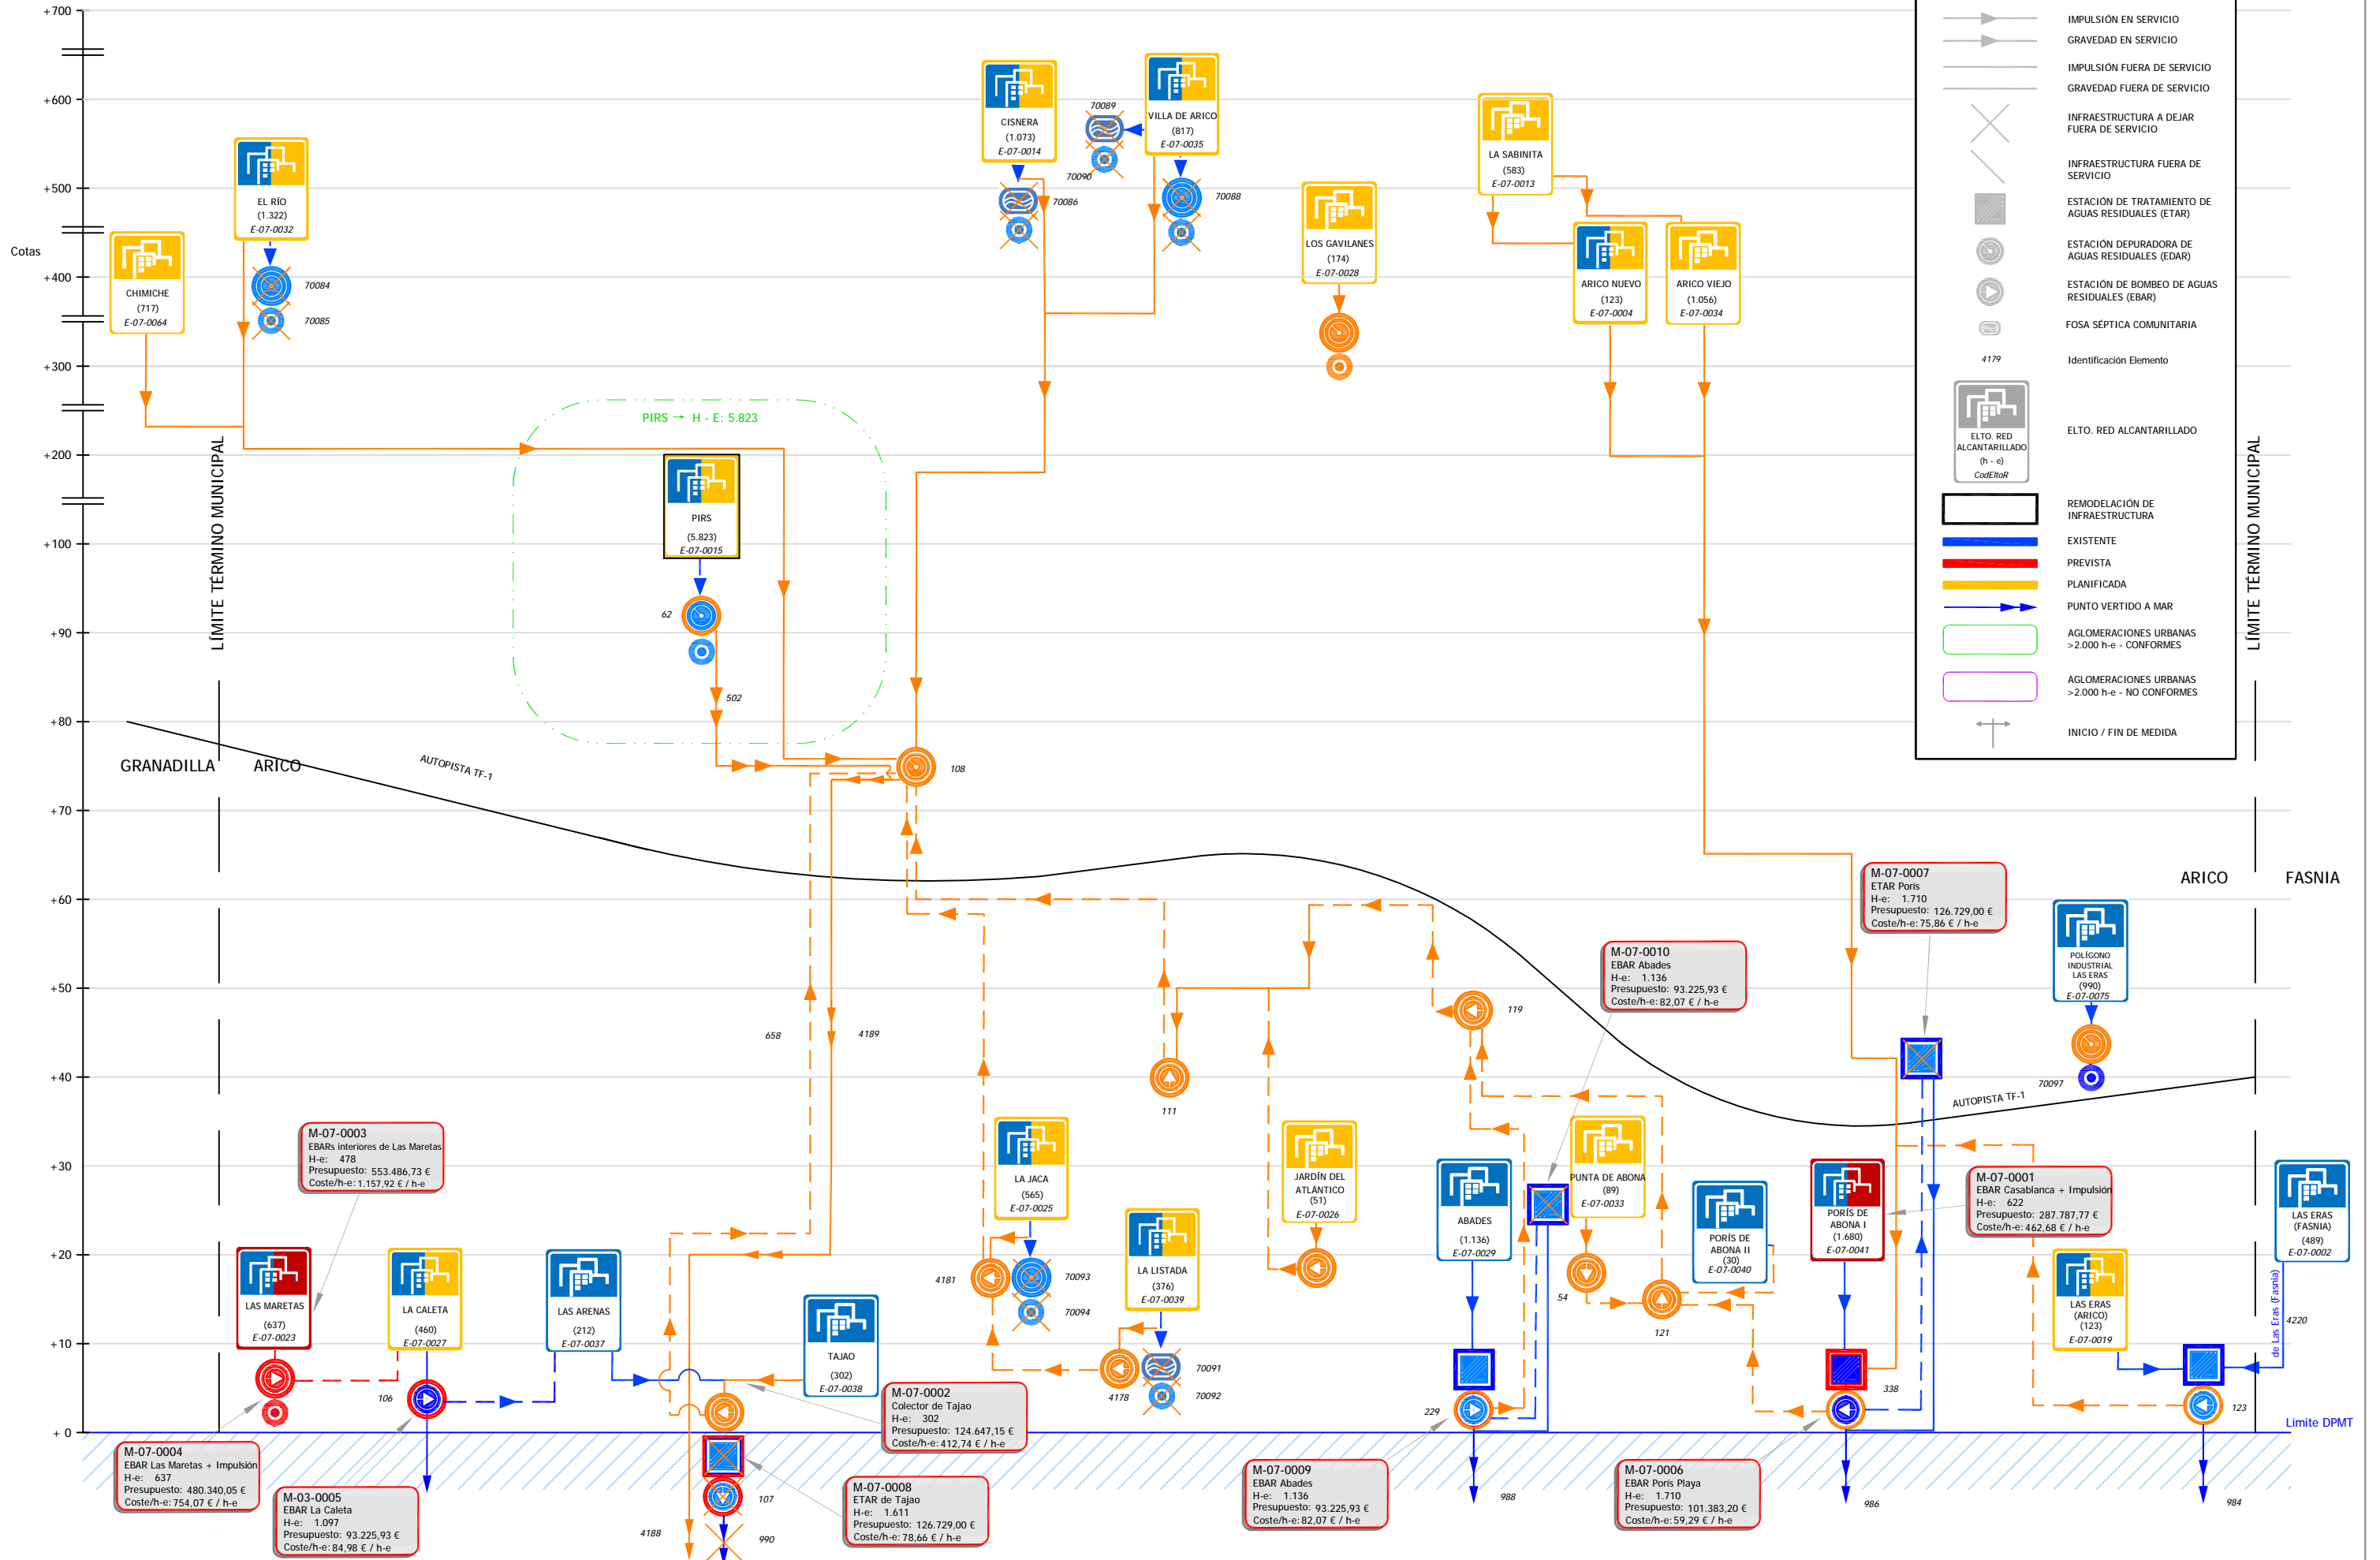 +700
+600
+500
Cotas
+400
+300
+200
+100
+90
+80
+70
+60
+50
+40
+30
+20
+10
+ 0
CHIMICHE
(717)
E-07-0064
EL RÍO
(1.322)
E-07-0032
70084
70085
CISNERA
(1.073)
E-07-0014
70086
70089
70090
VILLA DE ARICO
(817)
E-07-0035
70088
LOS GAVILANES
(174)
E-07-0028
LA SABINITA
(583)
E-07-0013
ARICO NUEVO
(123)
E-07-0004
ARICO VIEJO
(1.056)
E-07-0034
IMPULSIÓN EN SERVICIO
GRAVEDAD EN SERVICIO
IMPULSIÓN FUERA DE SERVICIO
GRAVEDAD FUERA DE SERVICIO
INFRAESTRUCTURA A DEJAR
FUERA DE SERVICIO
INFRAESTRUCTURA FUERA DE
SERVICIO
ESTACIÓN DE TRATAMIENTO DE
AGUAS RESIDUALES (ETAR)
ESTACIÓN DEPURADORA DE
AGUAS RESIDUALES (EDAR)
ESTACIÓN DE BOMBEO DE AGUAS
RESIDUALES (EBAR)
FOSA SÉPTICA COMUNITARIA
4179
Identificación Elemento
ELTO. RED
ALCANTARILLADO
(h - e)
CodEltoR
ELTO. RED ALCANTARILLADO
REMODELACIÓN DE
INFRAESTRUCTURA
EXISTENTE
PREVISTA
PLANIFICADA
PUNTO VERTIDO A MAR
AGLOMERACIONES URBANAS
>2.000 h-e - CONFORMES
AGLOMERACIONES URBANAS
>2.000 h-e - NO CONFORMES
INICIO / FIN DE MEDIDA
LÍMITE TÉRMINO MUNICIPAL
LÍMITE TÉRMINO MUNICIPAL
PIRS → H - E: 5.823
PIRS
(5.823)
E-07-0015
62
502
GRANADILLA
ARICO
AUTOPISTA TF-1
108
ARICO
FASNIA
M-07-0007
ETAR Porís
H-e: 1.710
Presupuesto: 126.729,00 €
Coste/h-e: 75,86 € / h-e
POLÍGONO
INDUSTRIAL
LAS ERAS
(990)
E-07-0075
70097
M-07-0010
EBAR Abades
H-e: 1.136
Presupuesto: 93.225,93 €
Coste/h-e: 82,07 € / h-e
119
658
4189
111
AUTOPISTA TF-1
M-07-0003
EBARs interiores de Las Maretas
H-e: 478
Presupuesto: 553.486,73 €
Coste/h-e: 1.157,92 € / h-e
LA JACA
(565)
E-07-0025
4181
70093
70094
LA LISTADA
(376)
E-07-0039
4178
70091
70092
JARDÍN DEL
ATLÁNTICO
(51)
E-07-0026
ABADES
(1.136)
E-07-0029
229
PUNTA DE ABONA
(89)
E-07-0033
54
121
PORÍS DE
ABONA II
(30)
E-07-0040
PORÍS DE
ABONA I
(1.680)
E-07-0041
338
M-07-0001
EBAR Casablanca + Impulsión
H-e: 622
Presupuesto: 287.787,77 €
Coste/h-e: 462,68 € / h-e
LAS ERAS
(ARICO)
(123)
E-07-0019
LAS ERAS
(FASNIA)
(489)
E-07-0002
de Las Eras (Fasnia)
4220
123
Límite DPMT
LAS MARETAS
(637)
E-07-0023
LA CALETA
(460)
E-07-0027
106
LAS ARENAS
(212)
E-07-0037
TAJAO
(302)
E-07-0038
M-07-0002
Colector de Tajao
H-e: 302
Presupuesto: 124.647,15 €
Coste/h-e: 412,74 € / h-e
M-07-0004
EBAR Las Maretas + Impulsión
H-e: 637
Presupuesto: 480.340,05 €
Coste/h-e: 754,07 € / h-e
M-03-0005
EBAR La Caleta
H-e: 1.097
Presupuesto: 93.225,93 €
Coste/h-e: 84,98 € / h-e
107
990
4188
M-07-0008
ETAR de Tajao
H-e: 1.611
Presupuesto: 126.729,00 €
Coste/h-e: 78,66 € / h-e
M-07-0009
EBAR Abades
H-e: 1.136
Presupuesto: 93.225,93 €
Coste/h-e: 82,07 € / h-e
988
M-07-0006
EBAR Porís Playa
H-e: 1.710
Presupuesto: 101.383,20 €
Coste/h-e: 59,29 € / h-e
986
984